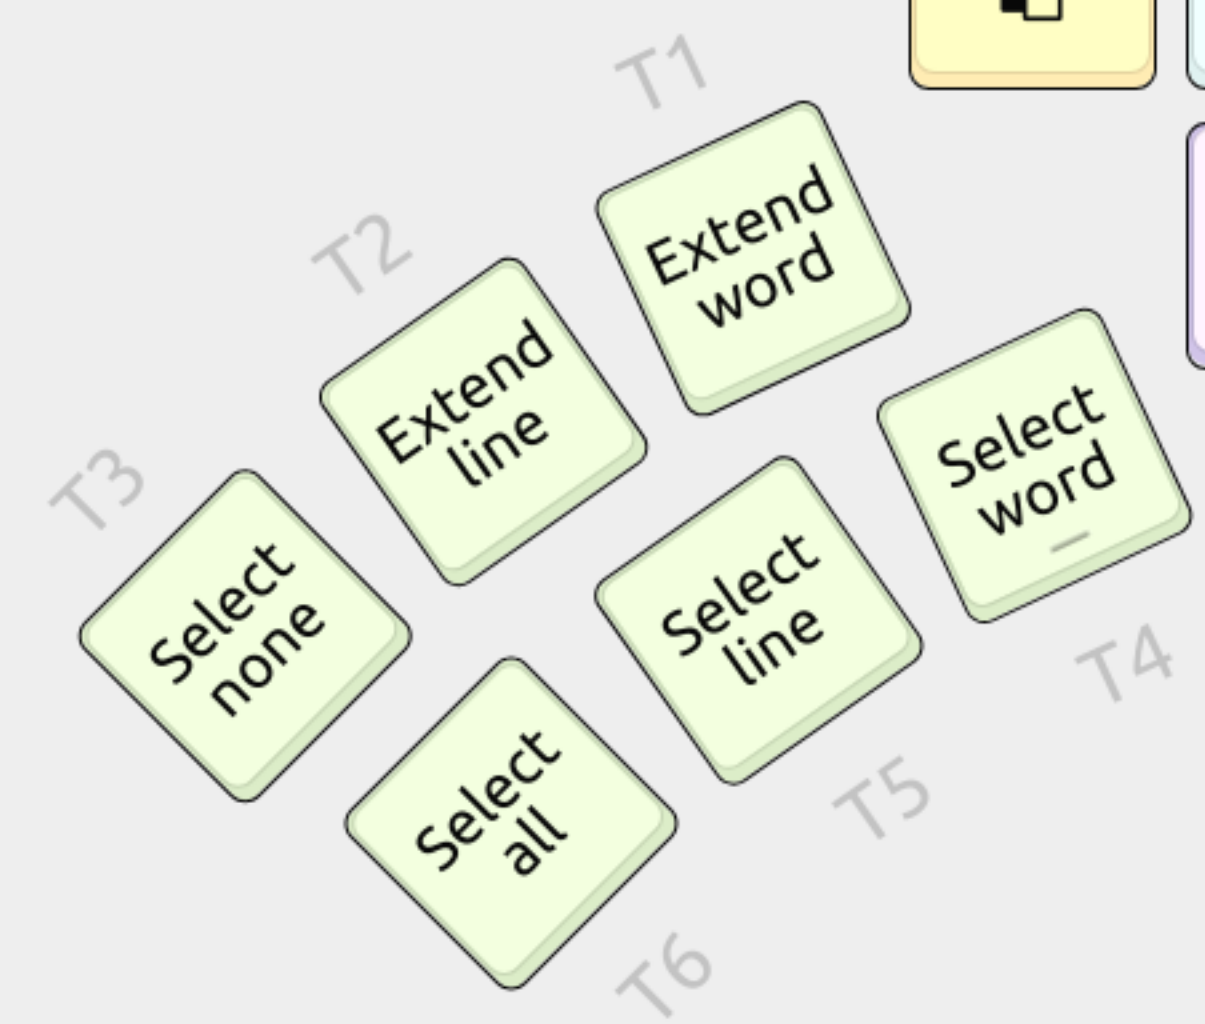 T1
Extend
word
T2
Extend
line
T3
Select
none
Select
word
T4
Select
line
T5
Select
all
T6